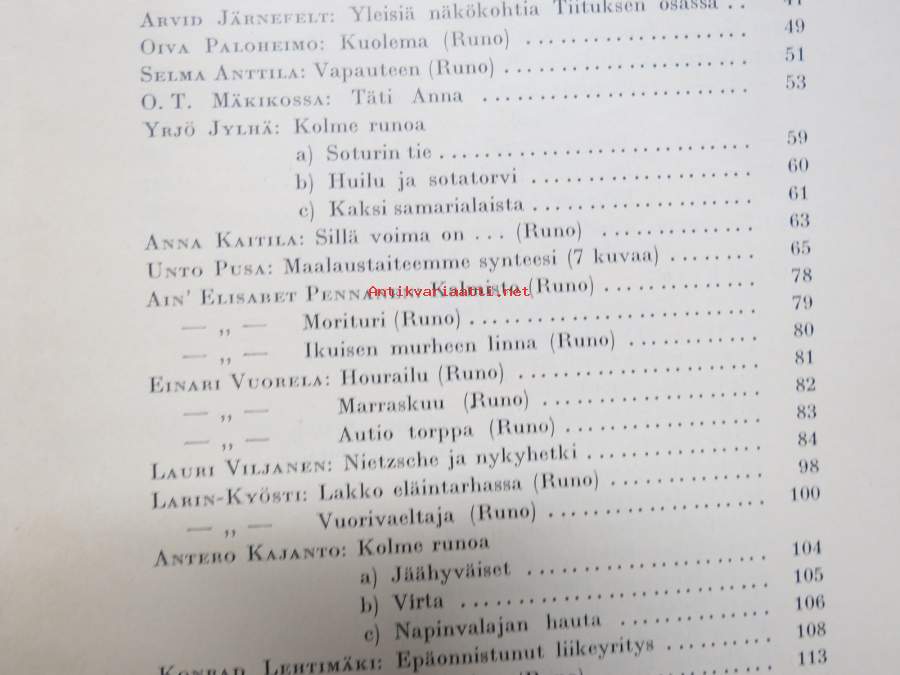 Arvid Järnefelt: Yleisiä näkökohtia Tiituksen osassa .. 47
Oiva Paloheimo: Kuolema (Runo) .................... 49
Selma Anttila: Vapauteen (Runo) ...................... 51
O. T. Mäkikossa: Täti Anna ........................ 53
Yrjö Jylhä: Kolme runoa
a) Soturin tie ............................ 59
b) Huilu ja sotatorvi .................... 60
c) Kaksi samarialaista .................... 61
Anna Kaitila: Sillä voima on ... (Runo) .............. 63
Unto Pusa: Maalaustaiteemme synteesi (7 kuvaa) ........ 65
Ain' Elisabet Pennanen: Kalmisto (Runo) .............. 78
Antikvariaatti.net
— „ — Morituri (Runo) .......................... 79
— „ — Ikuisen murheen linna (Runo) ............ 80
Einari Vuorela: Hourailu (Runo) ...................... 81
— „ — Marraskuu (Runo) .................... 82
— „ — Autio torppa (Runo) .................. 83
Lauri Viljanen: Nietzsche ja nykyhetki ................ 84
Larin-Kyösti: Lakko eläintarhassa (Runo) .............. 98
— „ — Vuorivaeltaja (Runo) .................... 100
Antero Kajanto: Kolme runoa
a) Jäähyväiset ...................... 104
b) Virta ............................ 105
c) Napinvalajan hauta .............. 106
Konrad Lehtimäki: Epäonnistunut liikeyritys .......... 108
113